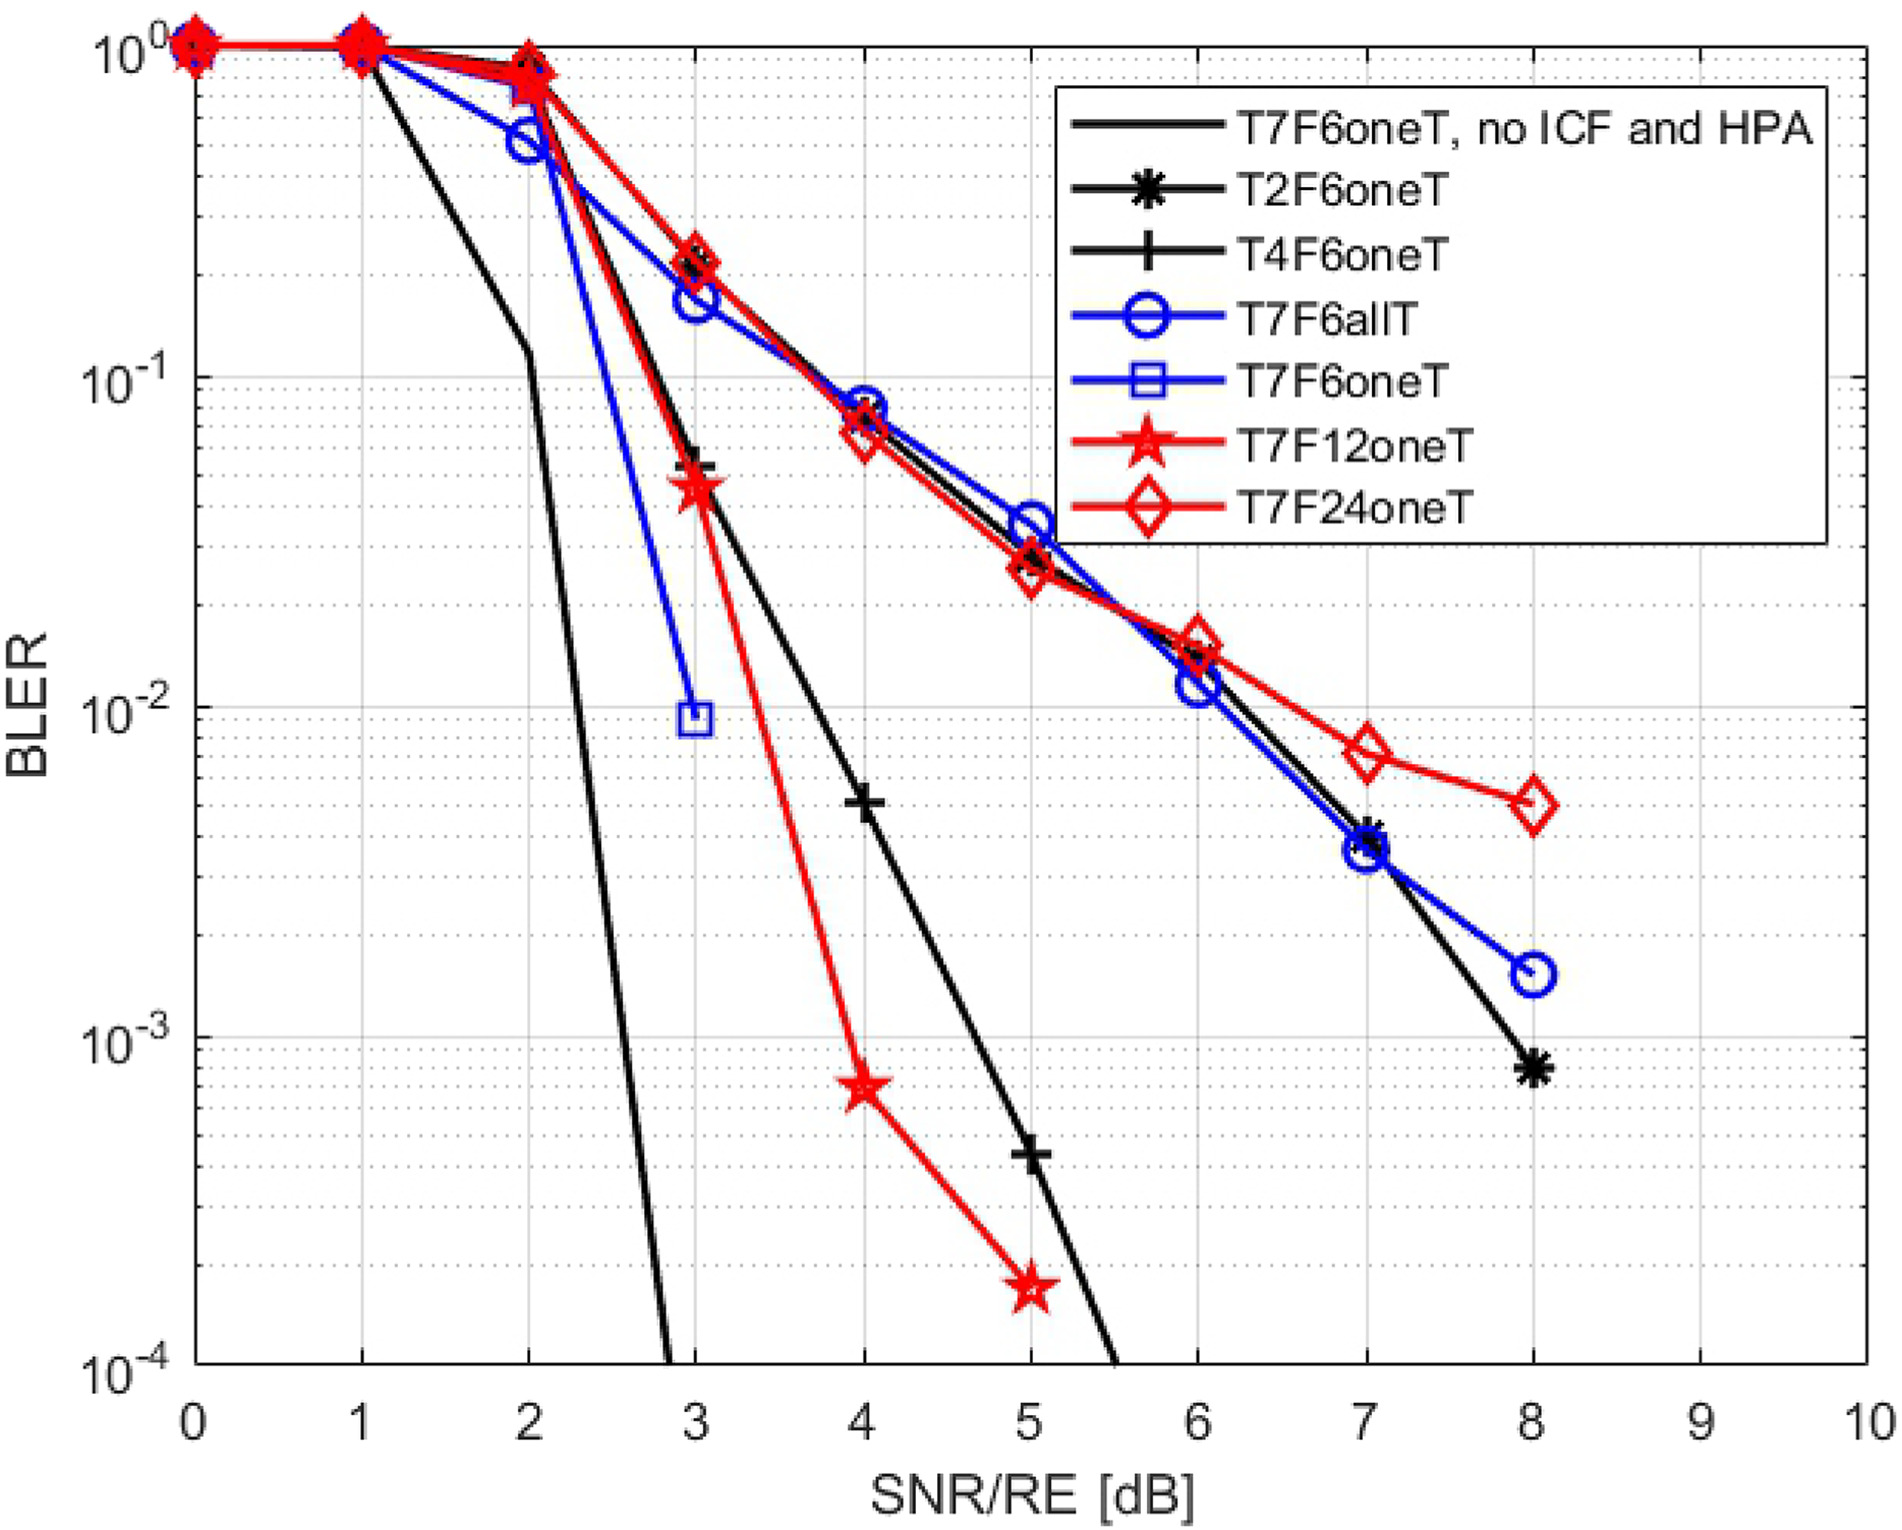 10^0
10^-1
10^-2
10^-3
10^-4
BLER
T7F6oneT, no ICF and HPA
T2F6oneT
T4F6oneT
T7F6allT
T7F6oneT
T7F12oneT
T7F24oneT
0 1 2 3 4 5 6 7 8 9 10
SNR/RE [dB]